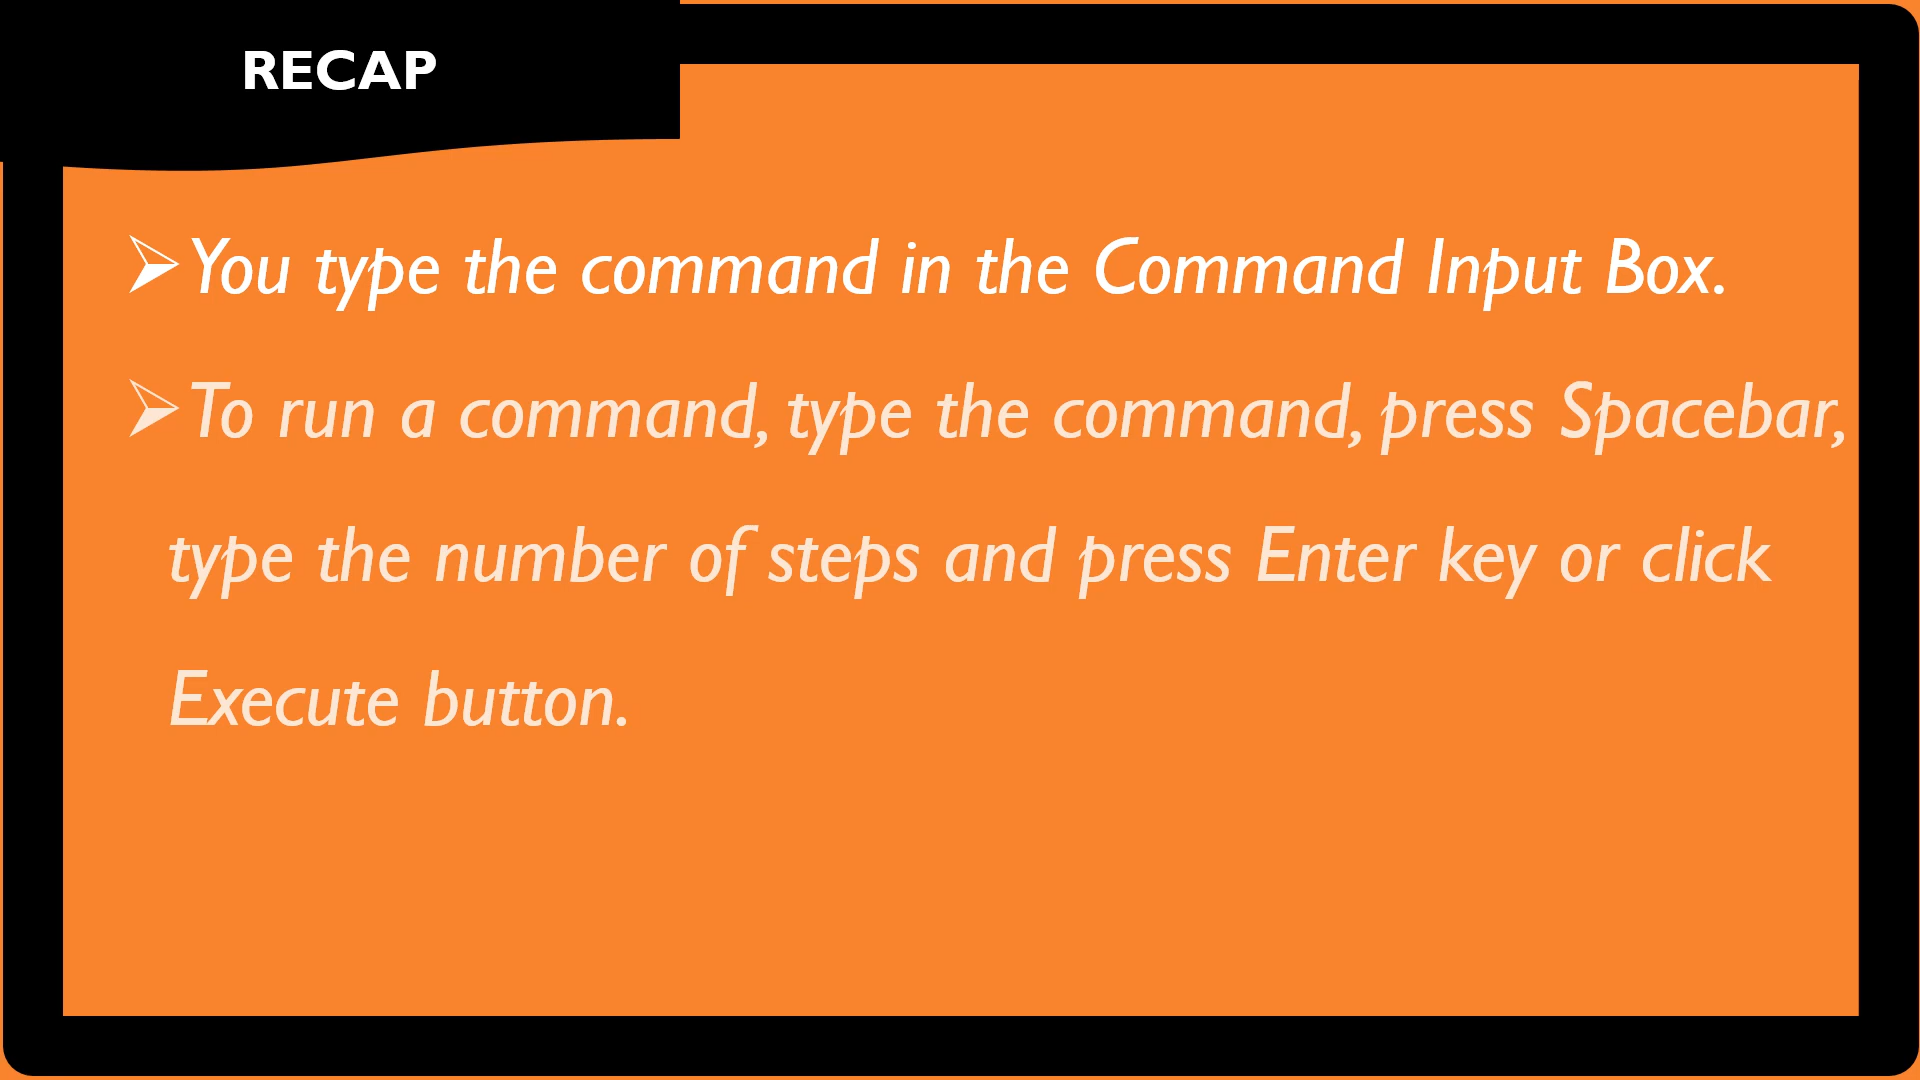 RECAP
➢You type the command in the Command Input Box.
➢To run a command, type the command, press Spacebar,
type the number of steps and press Enter key or click
Execute button.